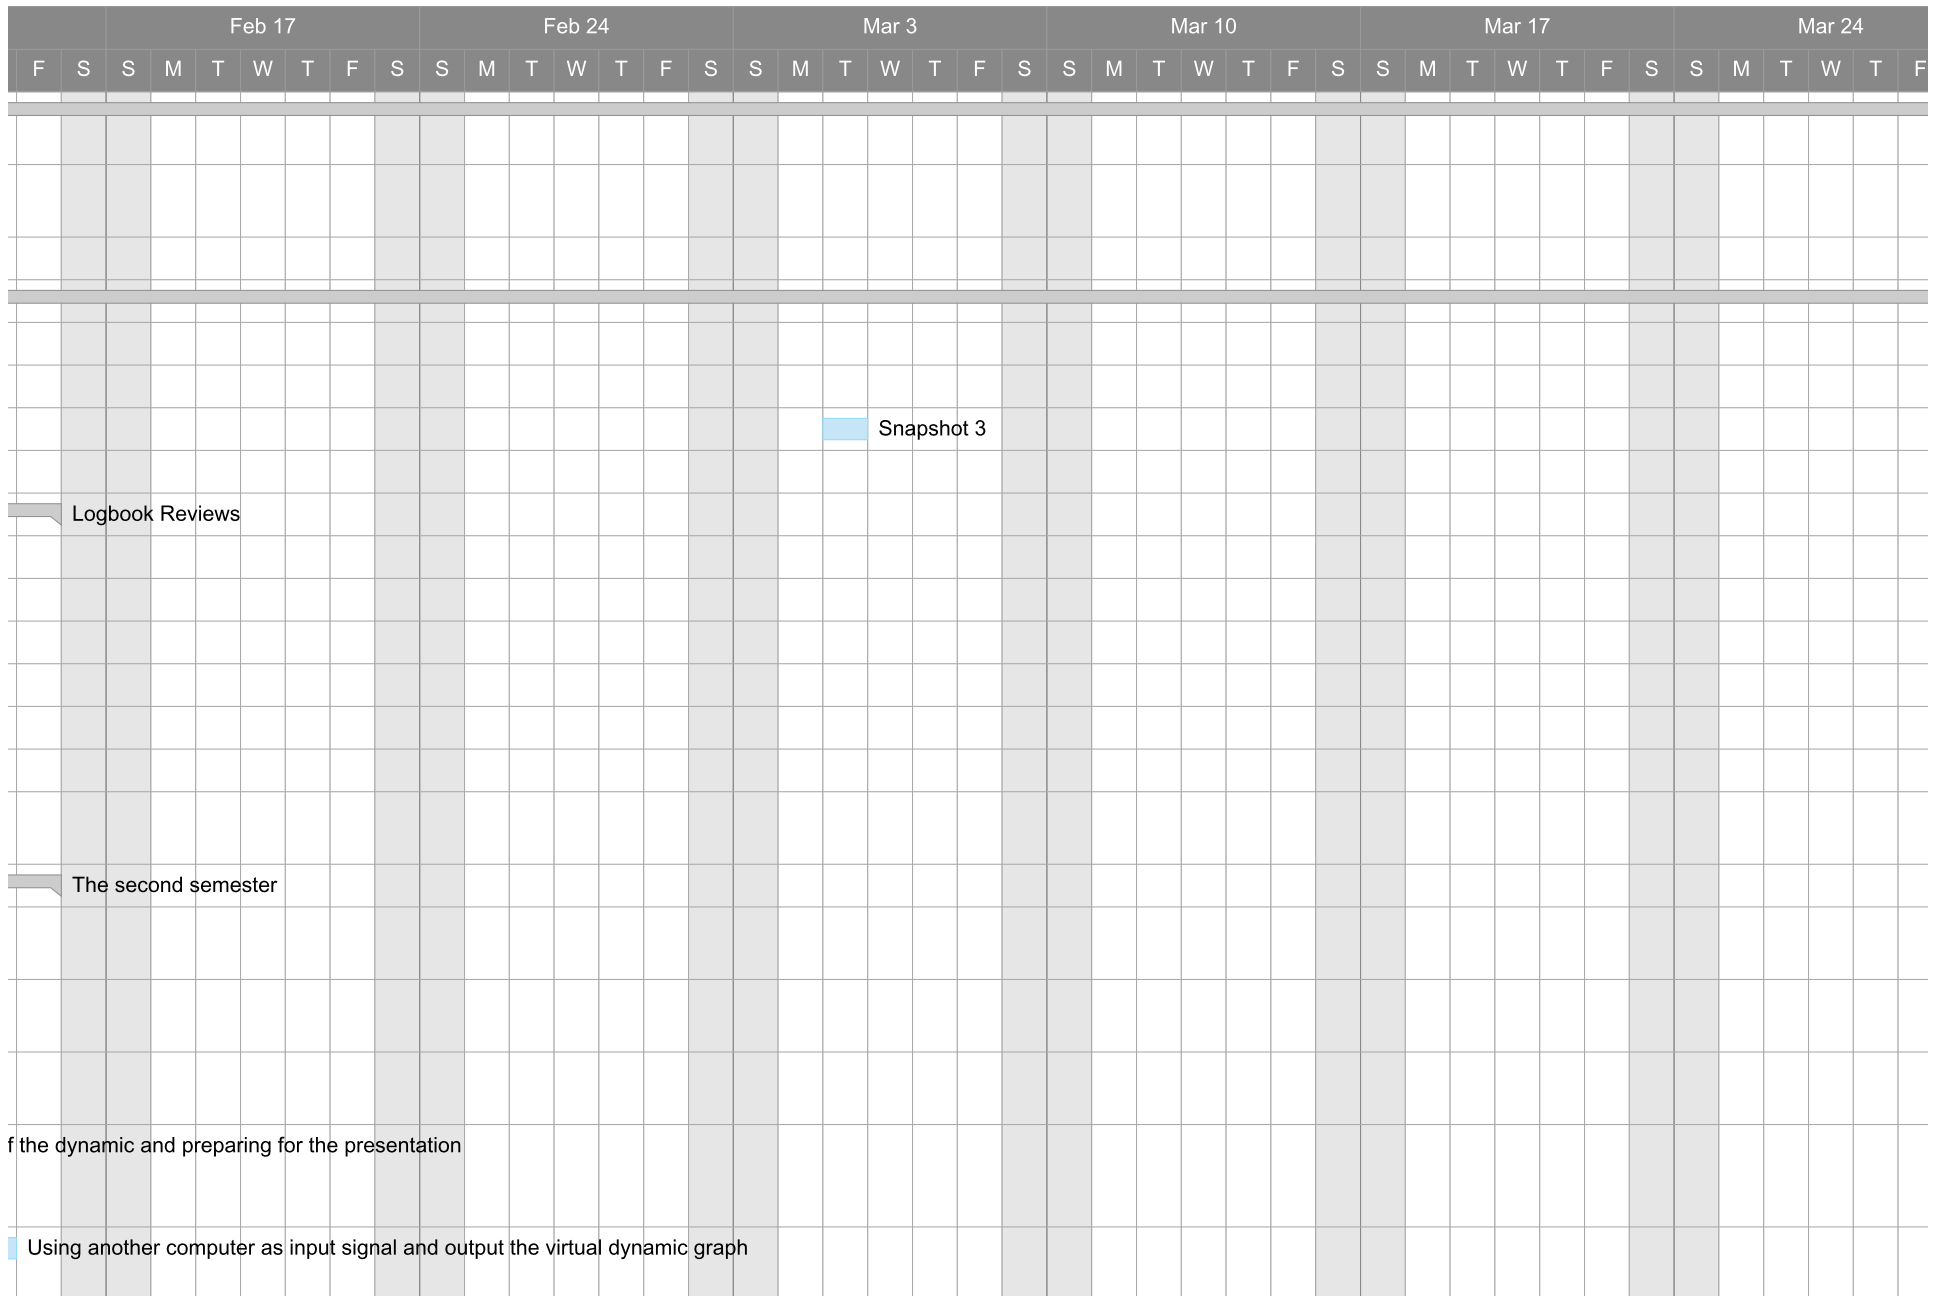 Feb 17 Feb 24 Mar 3 Mar 10 Mar 17 Mar 24
F S S M T W T F S S M T W T F S S M T W T F S S M T W T F S S M T W T F S S M T W T F
Snapshot 3
Logbook Reviews
The second semester
f the dynamic and preparing for the presentation
Using another computer as input signal and output the virtual dynamic graph